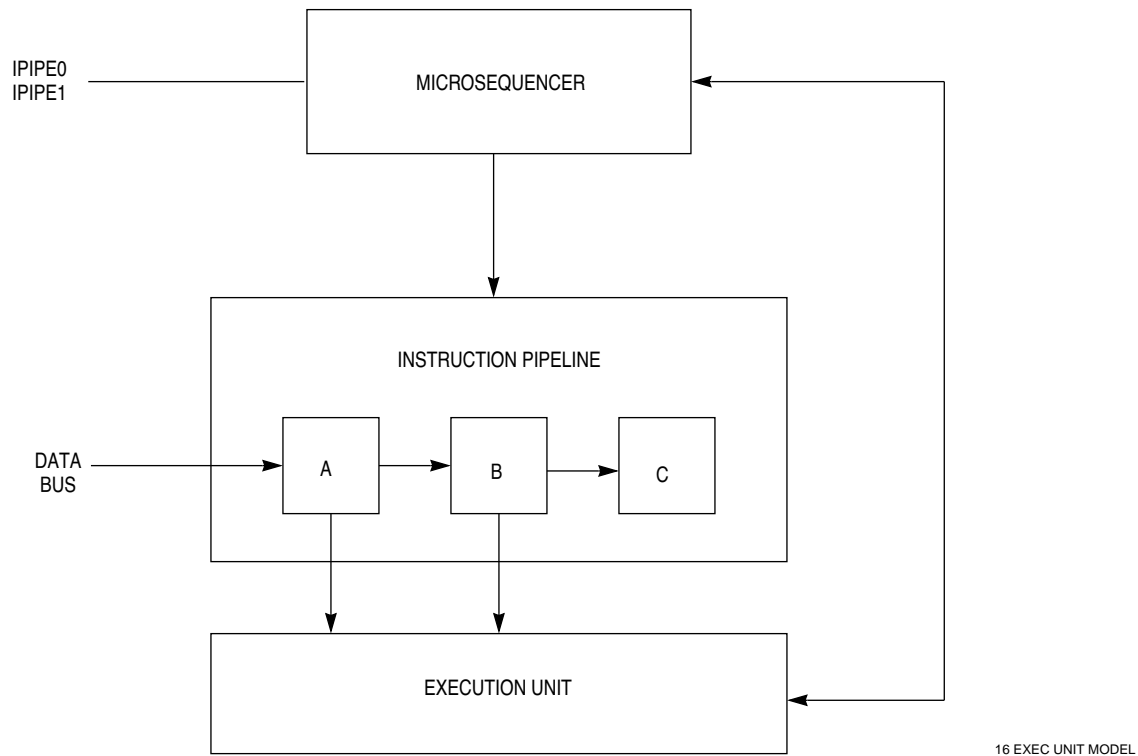 IPIPE0
IPIPE1
MICROSEQUENCER
INSTRUCTION PIPELINE
DATA
BUS
A
B
C
EXECUTION UNIT
16 EXEC UNIT MODEL